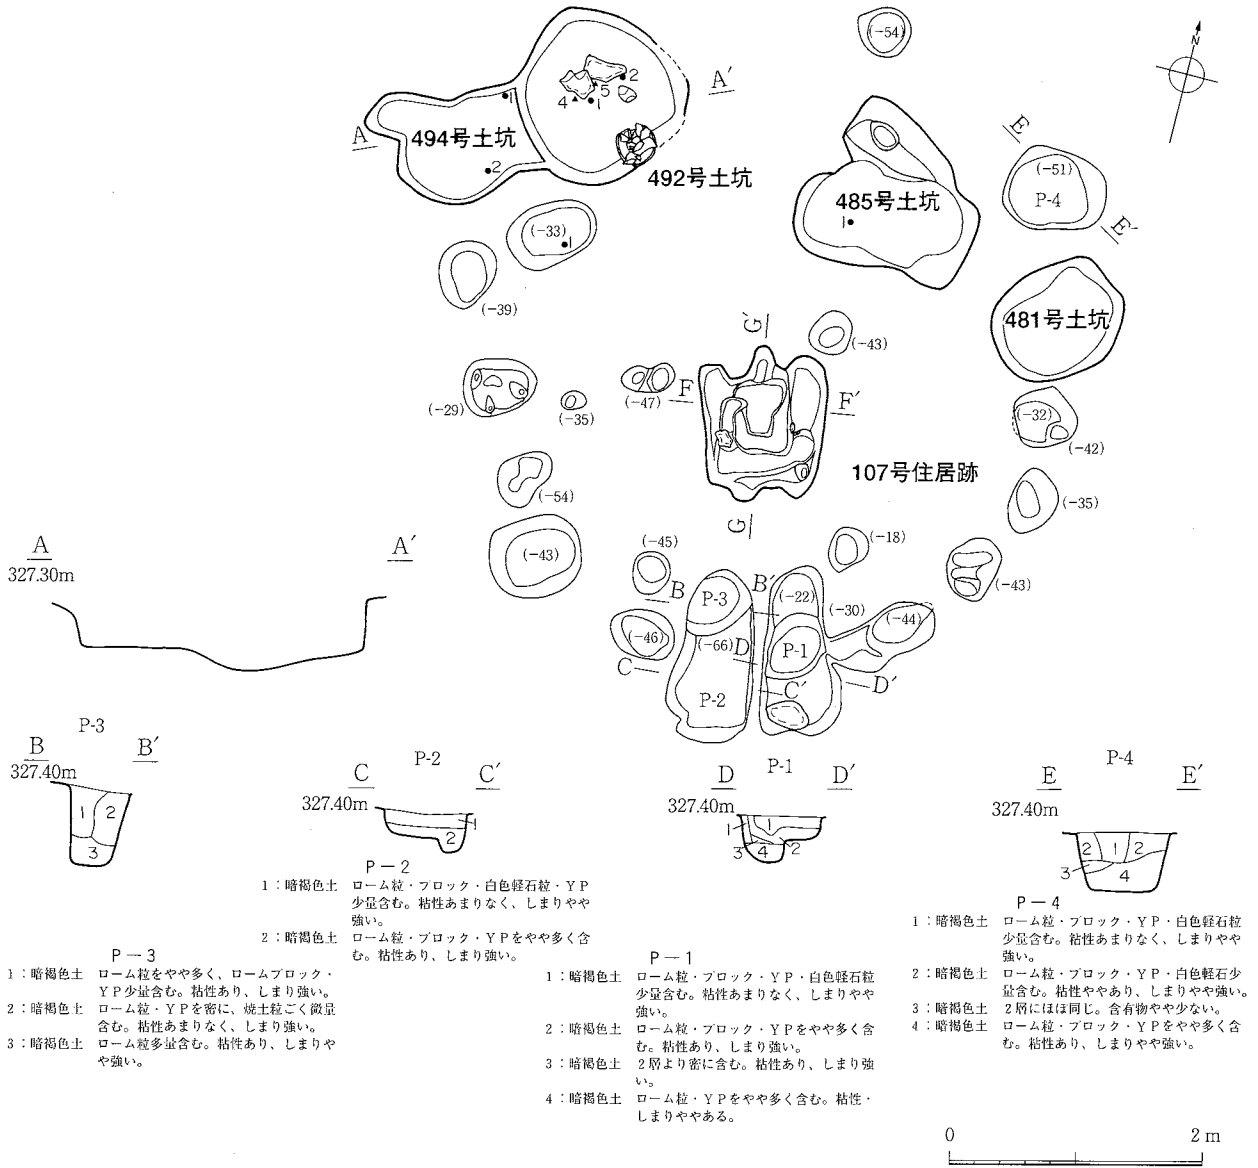 (-54)
N
A′
2
5
4
1
1
A
494号土坑
2
492号土坑
E
(-51)
P-4
E′
485号土坑
1
(-33)
1
(-39)
481号土坑
G′
(-43)
(-29)
(-35)
(-47)
F
F′
(-32)
(-42)
107号住居跡
(-54)
(-35)
G
(-43)
(-45)
(-18)
(-43)
B
P-3
B′
(-22)
(-30)
(-44)
(-46)
(-66)
D
P-1
C
P-2
C′
D′
A
A′
327.30m
P-3
B
B′
327.40m
1
2
3
P-2
C
C′
327.40m
1
2
P-1
D
D′
327.40m
1
1
3
4
2
P-4
E
E′
327.40m
2
1
2
3
4
P－2
1：暗褐色土 ローム粒・ブロック・白色軽石粒・ＹＰ
少量含む。粘性あまりなく、しまりやや
強い。
2：暗褐色土 ローム粒・ブロック・ＹＰをやや多く含
む。粘性あり、しまり強い。
P－3
1：暗褐色土 ローム粒をやや多く、ロームブロック・
ＹＰ少量含む。粘性あり、しまり強い。
2：暗褐色土 ローム粒・ＹＰを密に、焼土粒ごく微量
含む。粘性あまりなく、しまり強い。
3：暗褐色土 ローム粒多量含む。粘性あり、しまりや
や強い。
P－1
1：暗褐色土 ローム粒・ブロック・ＹＰ・白色軽石粒
少量含む。粘性あまりなく、しまりやや
強い。
2：暗褐色土 ローム粒・ブロック・ＹＰをやや多く含
む。粘性あり、しまり強い。
3：暗褐色土 2層より密に含む。粘性あり、しまり強
い。
4：暗褐色土 ローム粒・ＹＰをやや多く含む。粘性・
しまりややある。
P－4
1：暗褐色土 ローム粒・ブロック・ＹＰ・白色軽石粒
少量含む。粘性あまりなく、しまりやや
強い。
2：暗褐色土 ローム粒・ブロック・ＹＰ・白色軽石少
量含む。粘性ややあり、しまりやや強い。
3：暗褐色土 2層にほぼ同じ。含有物やや少ない。
4：暗褐色土 ローム粒・ブロック・ＹＰをやや多く含
む。粘性あり、しまりやや強い。
0 2m